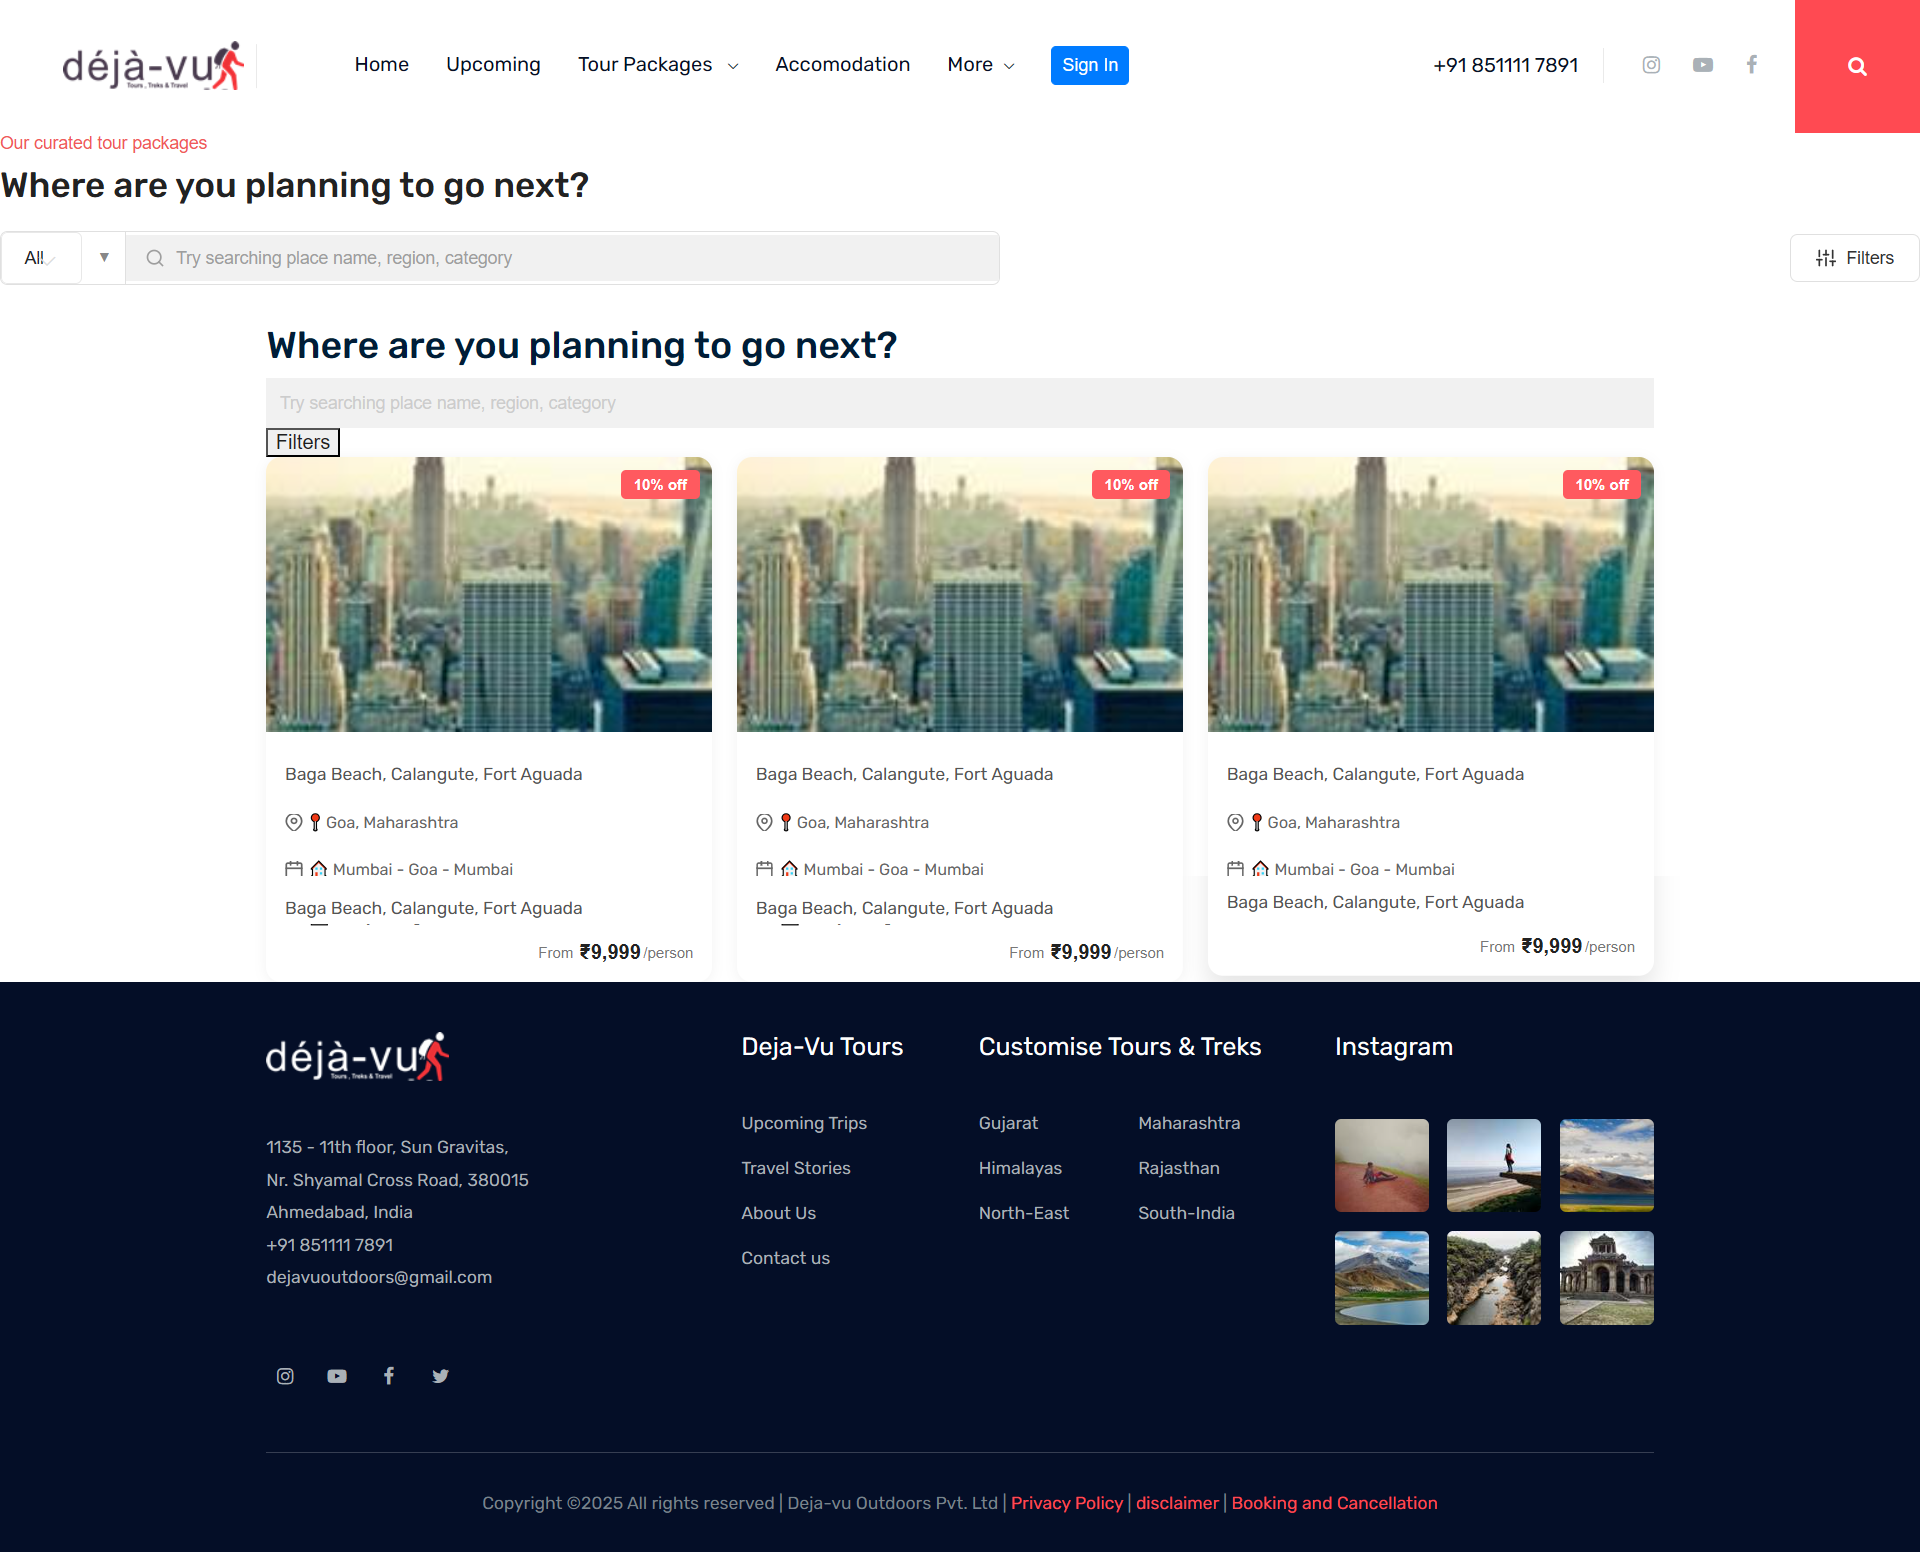 déjà-vu
Tours, Treks & Travel
Home
Upcoming
Tour Packages
Accomodation
More
Sign In
+91 851111 7891
Our curated tour packages
Where are you planning to go next?
All
Try searching place name, region, category
Filters
Where are you planning to go next?
Try searching place name, region, category
Filters
10% off
Baga Beach, Calangute, Fort Aguada
Goa, Maharashtra
Mumbai - Goa - Mumbai
Baga Beach, Calangute, Fort Aguada
From ₹9,999/person
10% off
Baga Beach, Calangute, Fort Aguada
Goa, Maharashtra
Mumbai - Goa - Mumbai
Baga Beach, Calangute, Fort Aguada
From ₹9,999/person
10% off
Baga Beach, Calangute, Fort Aguada
Goa, Maharashtra
Mumbai - Goa - Mumbai
Baga Beach, Calangute, Fort Aguada
From ₹9,999/person
déjà-vu
Tours, Treks & Travel
1135 - 11th floor, Sun Gravitas,
Nr. Shyamal Cross Road, 380015
Ahmedabad, India
+91 851111 7891
dejavuoutdoors@gmail.com
Deja-Vu Tours
Upcoming Trips
Travel Stories
About Us
Contact us
Customise Tours & Treks
Gujarat
Maharashtra
Himalayas
Rajasthan
North-East
South-India
Instagram
Copyright ©2025 All rights reserved | Deja-vu Outdoors Pvt. Ltd | Privacy Policy | disclaimer | Booking and Cancellation